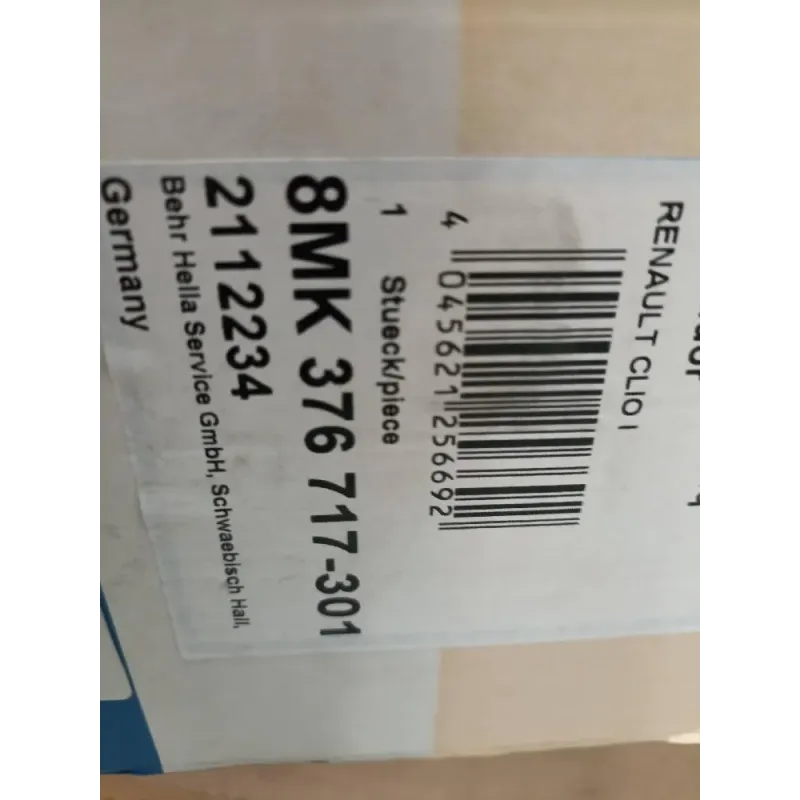 RENAULT CLIO I
4 045621 256692
1 Stueck/piece
8MK 376 717-301
2112234
Behr Hella Service GmbH, Schwaebisch Hall,
Germany